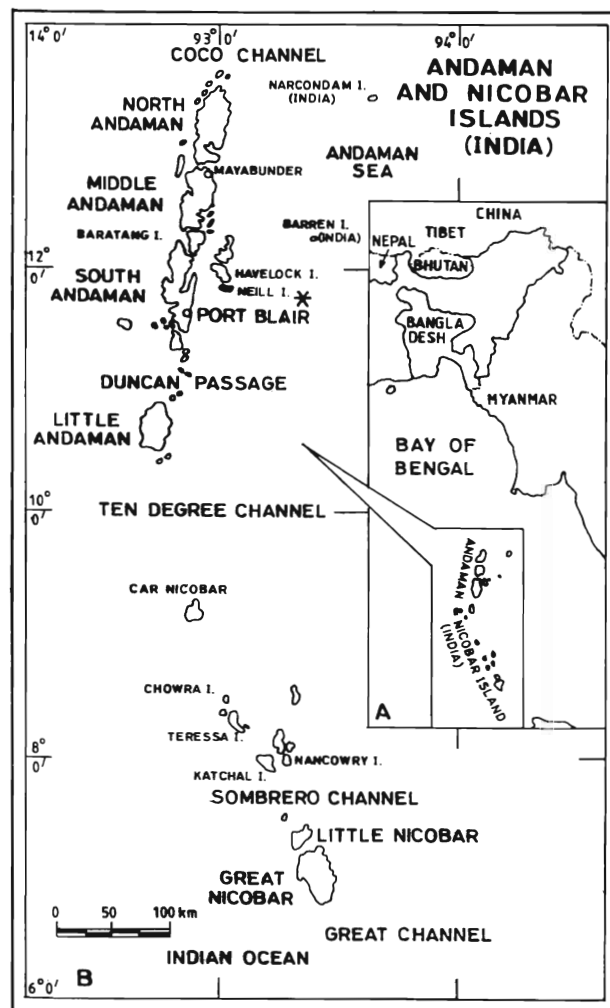 14° 0'
93° 0'
94° 0'
COCO CHANNEL
ANDAMAN
AND NICOBAR
ISLANDS
(INDIA)
NARCONDAM I.
(INDIA)
NORTH
ANDAMAN
ANDAMAN
SEA
MAYABUNDER
MIDDLE
ANDAMAN
BARATANG I.
BARREN I.
(INDIA)
12°
0'
HAVELOCK I.
NEILL I.
*
SOUTH
ANDAMAN
PORT BLAIR
DUNCAN PASSAGE
LITTLE
ANDAMAN
10°
0'
TEN DEGREE CHANNEL
CAR NICOBAR
CHOWRA I.
TERESSA I.
8°
0'
NANCOWRY I.
KATCHAL I.
SOMBRERO CHANNEL
LITTLE NICOBAR
GREAT
NICOBAR
0 50 100 km
GREAT CHANNEL
INDIAN OCEAN
B
6° 0'
CHINA
TIBET
NEPAL
BHUTAN
BANGLA
DESH
MYANMAR
BAY OF
BENGAL
ANDAMAN & NICOBAR ISLAND
(INDIA)
A